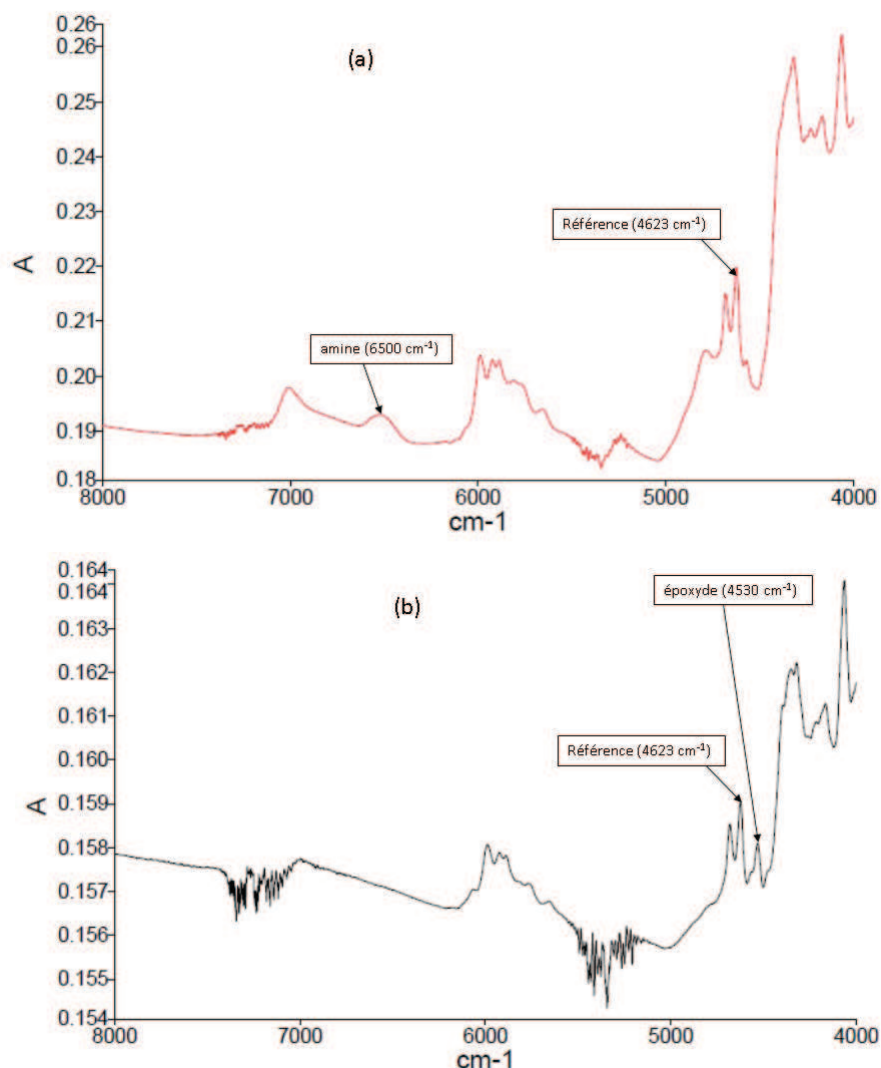 0.26
0.26
(a)
0.25
0.24
0.23
Référence (4623 cm-1)
A
0.22
0.21
amine (6500 cm-1)
0.20
0.19
0.18
8000 7000 6000 5000 4000
cm-1
0.164
0.164
(b)
époxyde (4530 cm-1)
0.163
0.162
0.161
0.160
Référence (4623 cm-1)
0.159
A
0.158
0.157
0.156
0.155
0.154
8000 7000 6000 5000 4000
cm-1